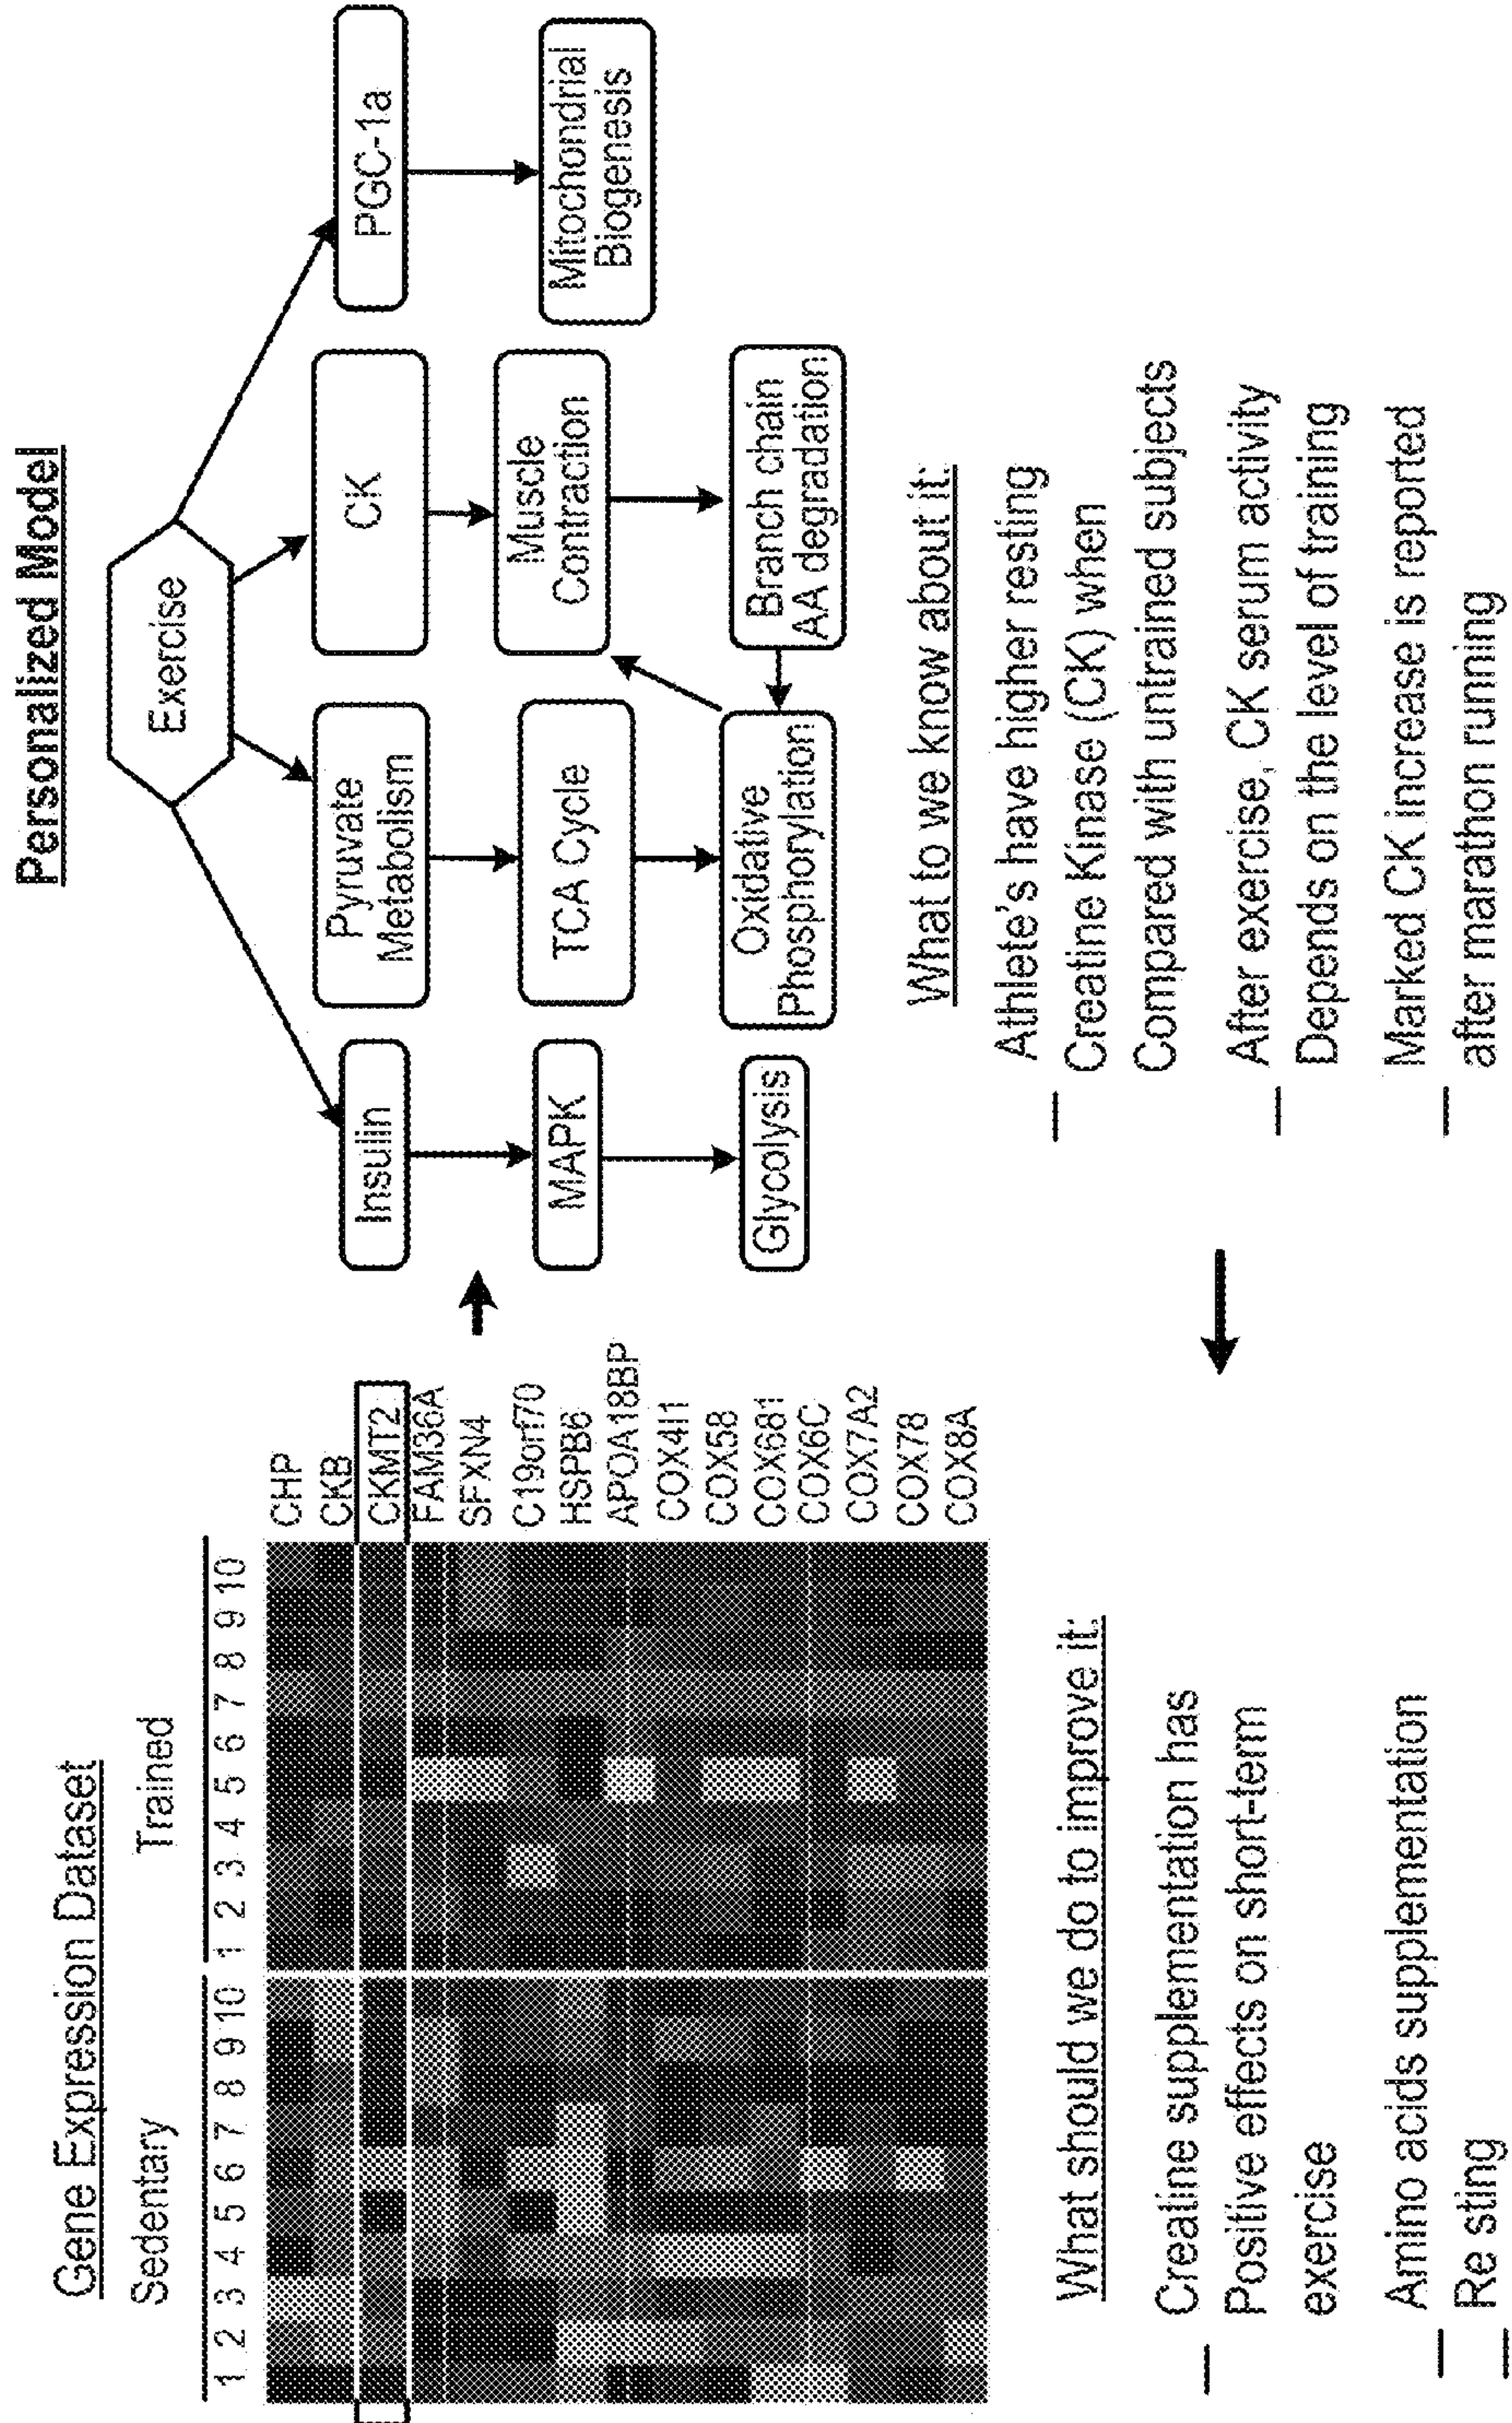 Gene Expression Dataset
Sedentary
Trained
1 2 3 4 5 6 7 8 9 10
1 2 3 4 5 6 7 8 9 10
CHP
CKB
CKMT2
FAM36A
SFXN4
C19orf70
HSPB6
APOA18BP
COX4I1
COX58
COX681
COX6C
COX7A2
COX78
COX8A
Personalized Model
Exercise
Insulin
Pyruvate
Metabolism
CK
PGC-1a
MAPK
TCA Cycle
Muscle
Contraction
Mitochondrial
Biogenesis
Glycolysis
Oxidative
Phosphorylation
Branch chain
AA degradation
What to we know about it:
Athlete's have higher resting
— Creatine Kinase (CK) when
Compared with untrained subjects
After exercise, CK serum activity
— Depends on the level of training
Marked CK increase is reported
— after marathon running
What should we do to improve it:
Creatine supplementation has
— Positive effects on short-term
exercise
Amino acids supplementation
—
Re sting
—